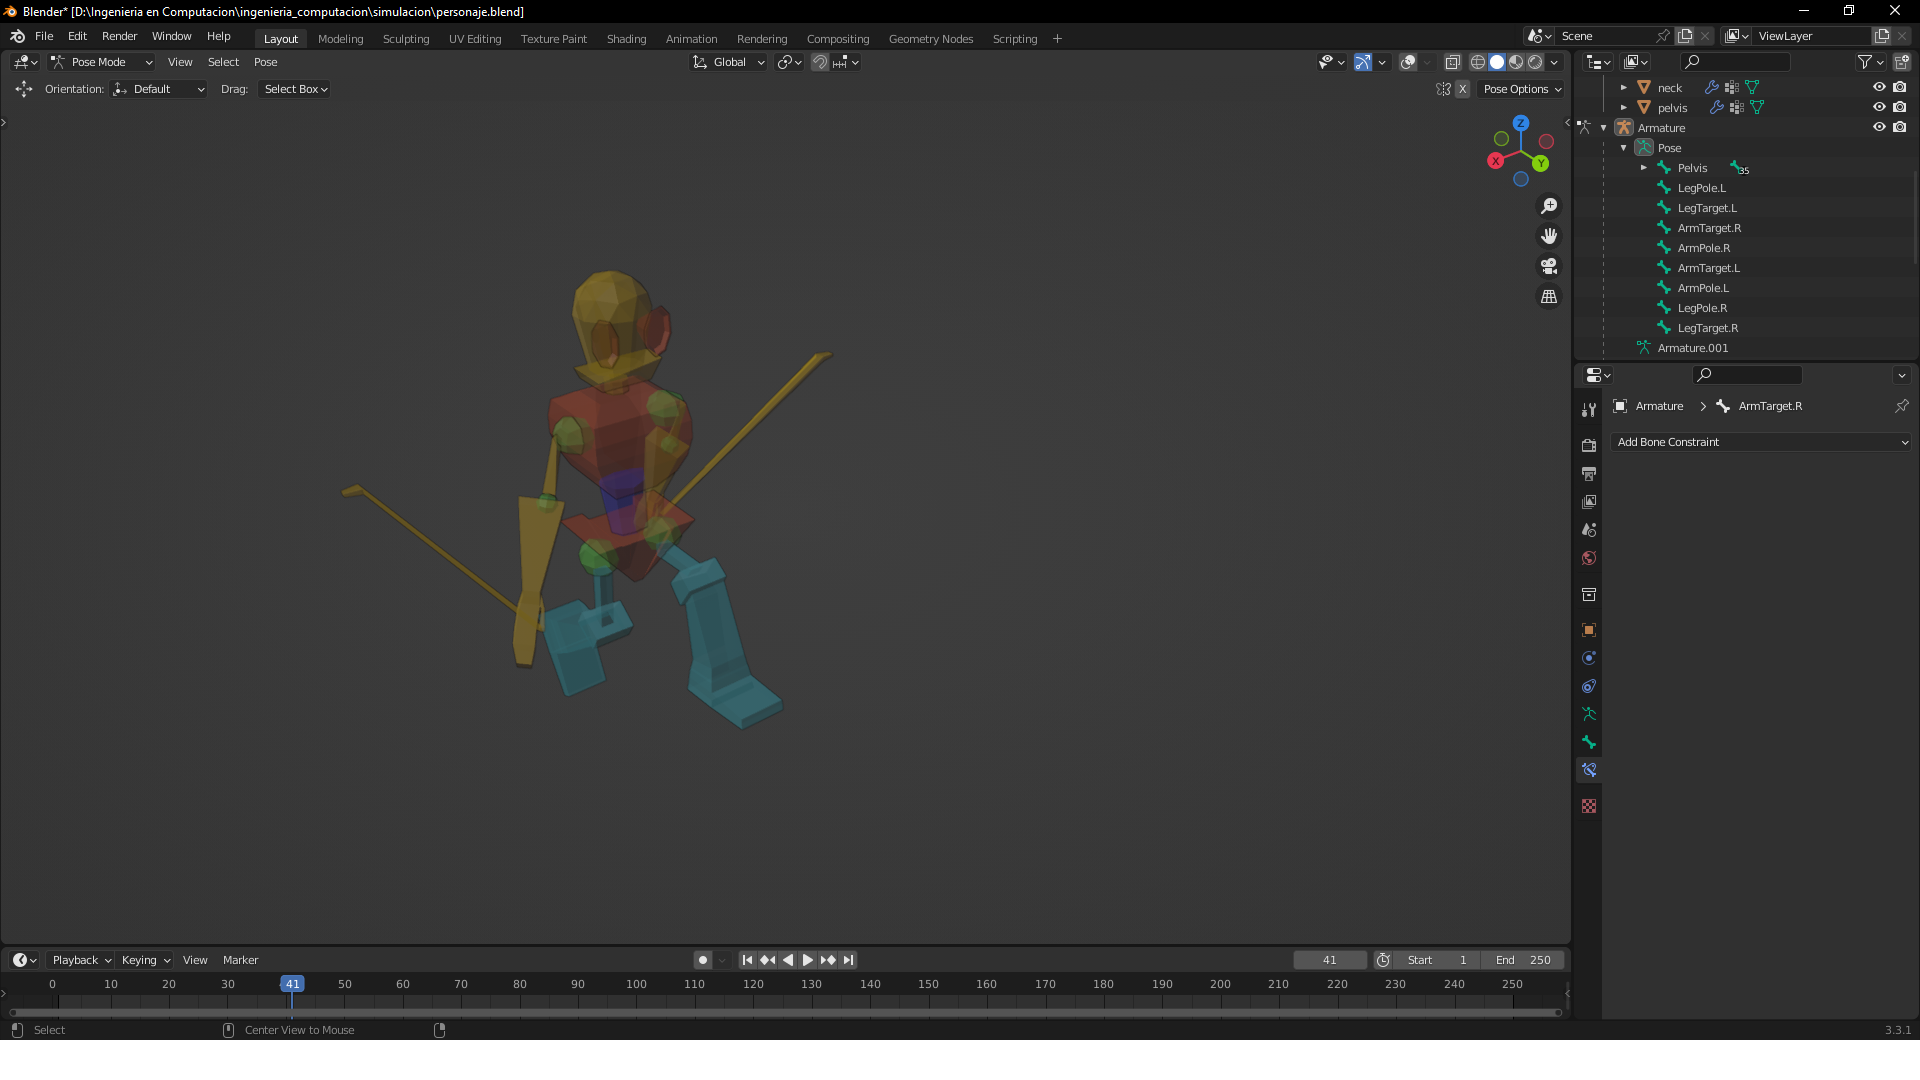 Blender* [D:\Ingenieria en Computacion\ingenieria_computacion\simulacion\personaje.blend]
File Edit Render Window Help Layout Modeling Sculpting UV Editing Texture Paint Shading Animation Rendering Compositing Geometry Nodes Scripting + Scene ViewLayer
Pose Mode View Select Pose Global
Orientation: Default Drag: Select Box X Pose Options
Z
X
Y
neck
pelvis
Armature
Pose
Pelvis 35
LegPole.L
LegTarget.L
ArmTarget.R
ArmPole.R
ArmTarget.L
ArmPole.L
LegPole.R
LegTarget.R
Armature.001
Armature > ArmTarget.R
Add Bone Constraint
Playback Keying View Marker 41 Start 1 End 250
0 10 20 30 41 50 60 70 80 90 100 110 120 130 140 150 160 170 180 190 200 210 220 230 240 250
Select Center View to Mouse 3.3.1